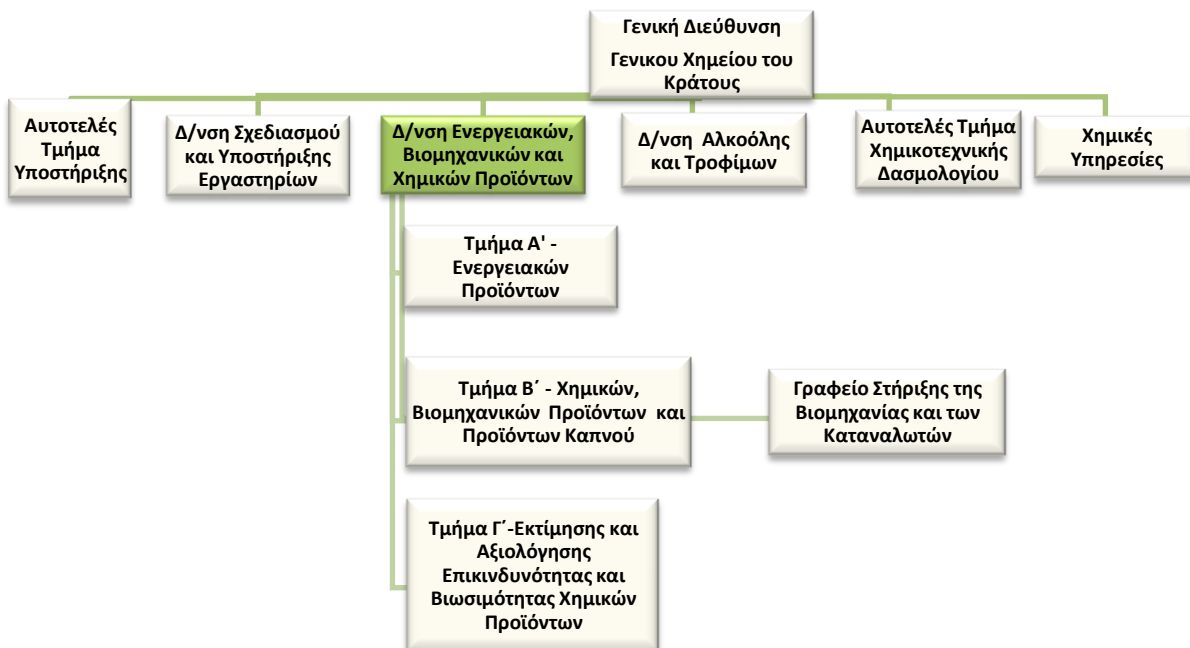 Γενική Διεύθυνση
Γενικου Χημείου του
Κράτους
Αυτοτελές
Τμήμα
Υποστήριξης
Δ/νση Σχεδιασμού
και Υποστήριξης
Εργαστηρίων
Δ/νση Ενεργειακών,
Βιομηχανικών και
Χημικών Προϊόντων
Δ/νση Αλκοόλης
και Τροφίμων
Αυτοτελές Τμήμα
Χημικοτεχνικής
Δασμολογίου
Χημικές
Υπηρεσίες
Τμήμα Α' -
Ενεργειακών
Προϊόντων
Τμήμα Β΄ - Χημικών,
Βιομηχανικών Προϊόντων και
Προϊόντων Καπνού
Γραφείο Στήριξης της
Βιομηχανίας και των
Καταναλωτών
Τμήμα Γ΄-Εκτίμησης και
Αξιολόγησης
Επικινδυνότητας και
Βιωσιμότητας Χημικών
Προϊόντων